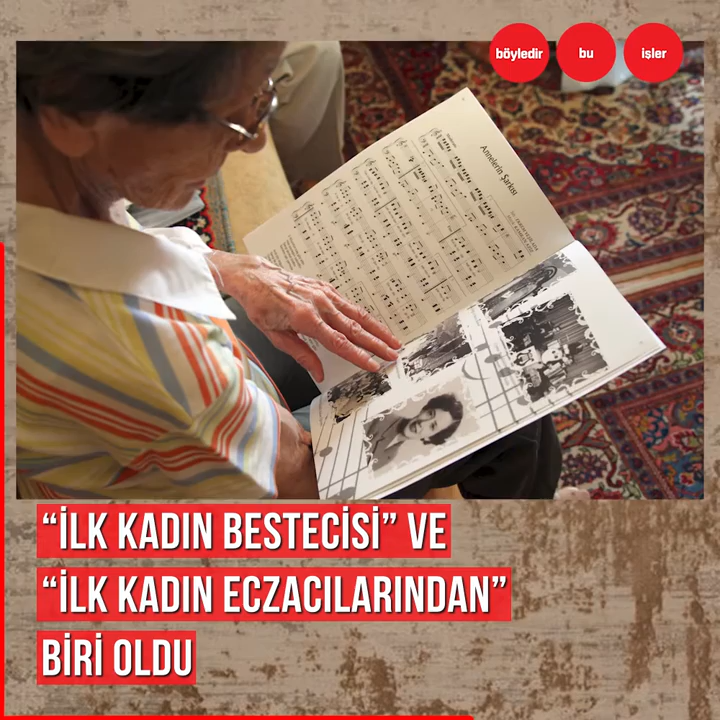 böyledir bu işler
Annelerin Şarkısı
“İLK KADIN BESTECİSİ” VE
“İLK KADIN ECZACILARINDAN”
BİRİ OLDU